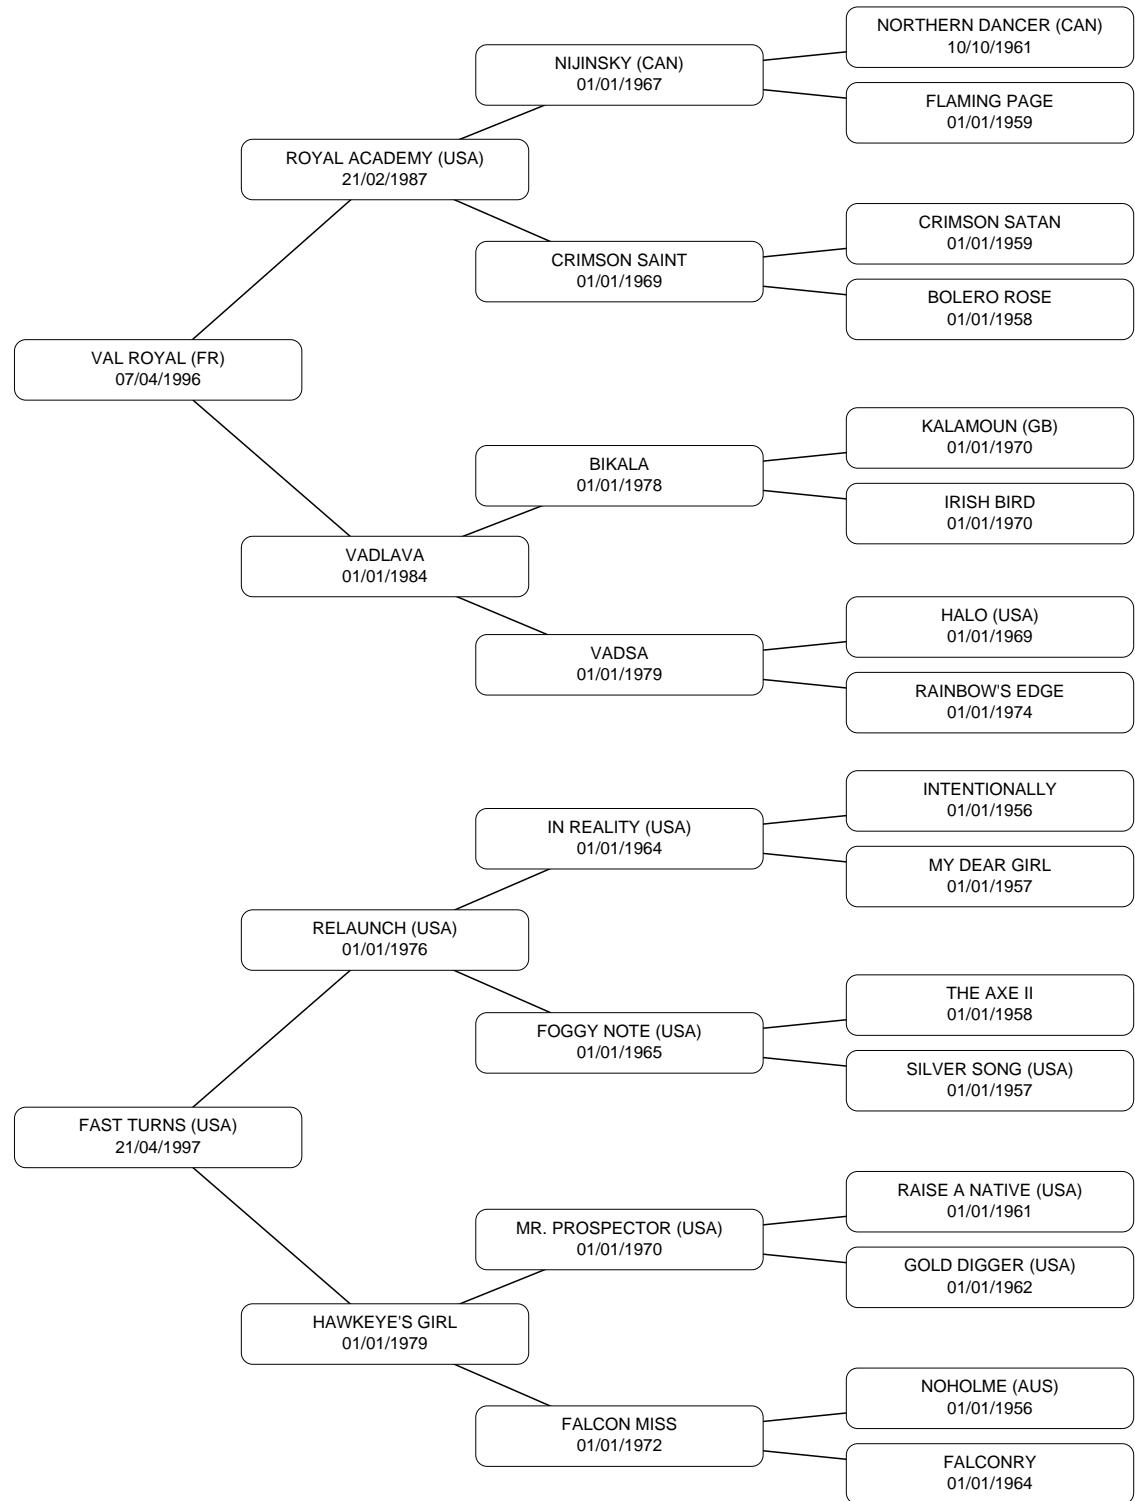 NORTHERN DANCER (CAN)
10/10/1961
NIJINSKY (CAN)
01/01/1967
FLAMING PAGE
01/01/1959
ROYAL ACADEMY (USA)
21/02/1987
CRIMSON SATAN
01/01/1959
CRIMSON SAINT
01/01/1969
BOLERO ROSE
01/01/1958
VAL ROYAL (FR)
07/04/1996
KALAMOUN (GB)
01/01/1970
BIKALA
01/01/1978
IRISH BIRD
01/01/1970
VADLAVA
01/01/1984
HALO (USA)
01/01/1969
VADSA
01/01/1979
RAINBOW'S EDGE
01/01/1974
INTENTIONALLY
01/01/1956
IN REALITY (USA)
01/01/1964
MY DEAR GIRL
01/01/1957
RELAUNCH (USA)
01/01/1976
THE AXE II
01/01/1958
FOGGY NOTE (USA)
01/01/1965
SILVER SONG (USA)
01/01/1957
FAST TURNS (USA)
21/04/1997
RAISE A NATIVE (USA)
01/01/1961
MR. PROSPECTOR (USA)
01/01/1970
GOLD DIGGER (USA)
01/01/1962
HAWKEYE'S GIRL
01/01/1979
NOHOLME (AUS)
01/01/1956
FALCON MISS
01/01/1972
FALCONRY
01/01/1964